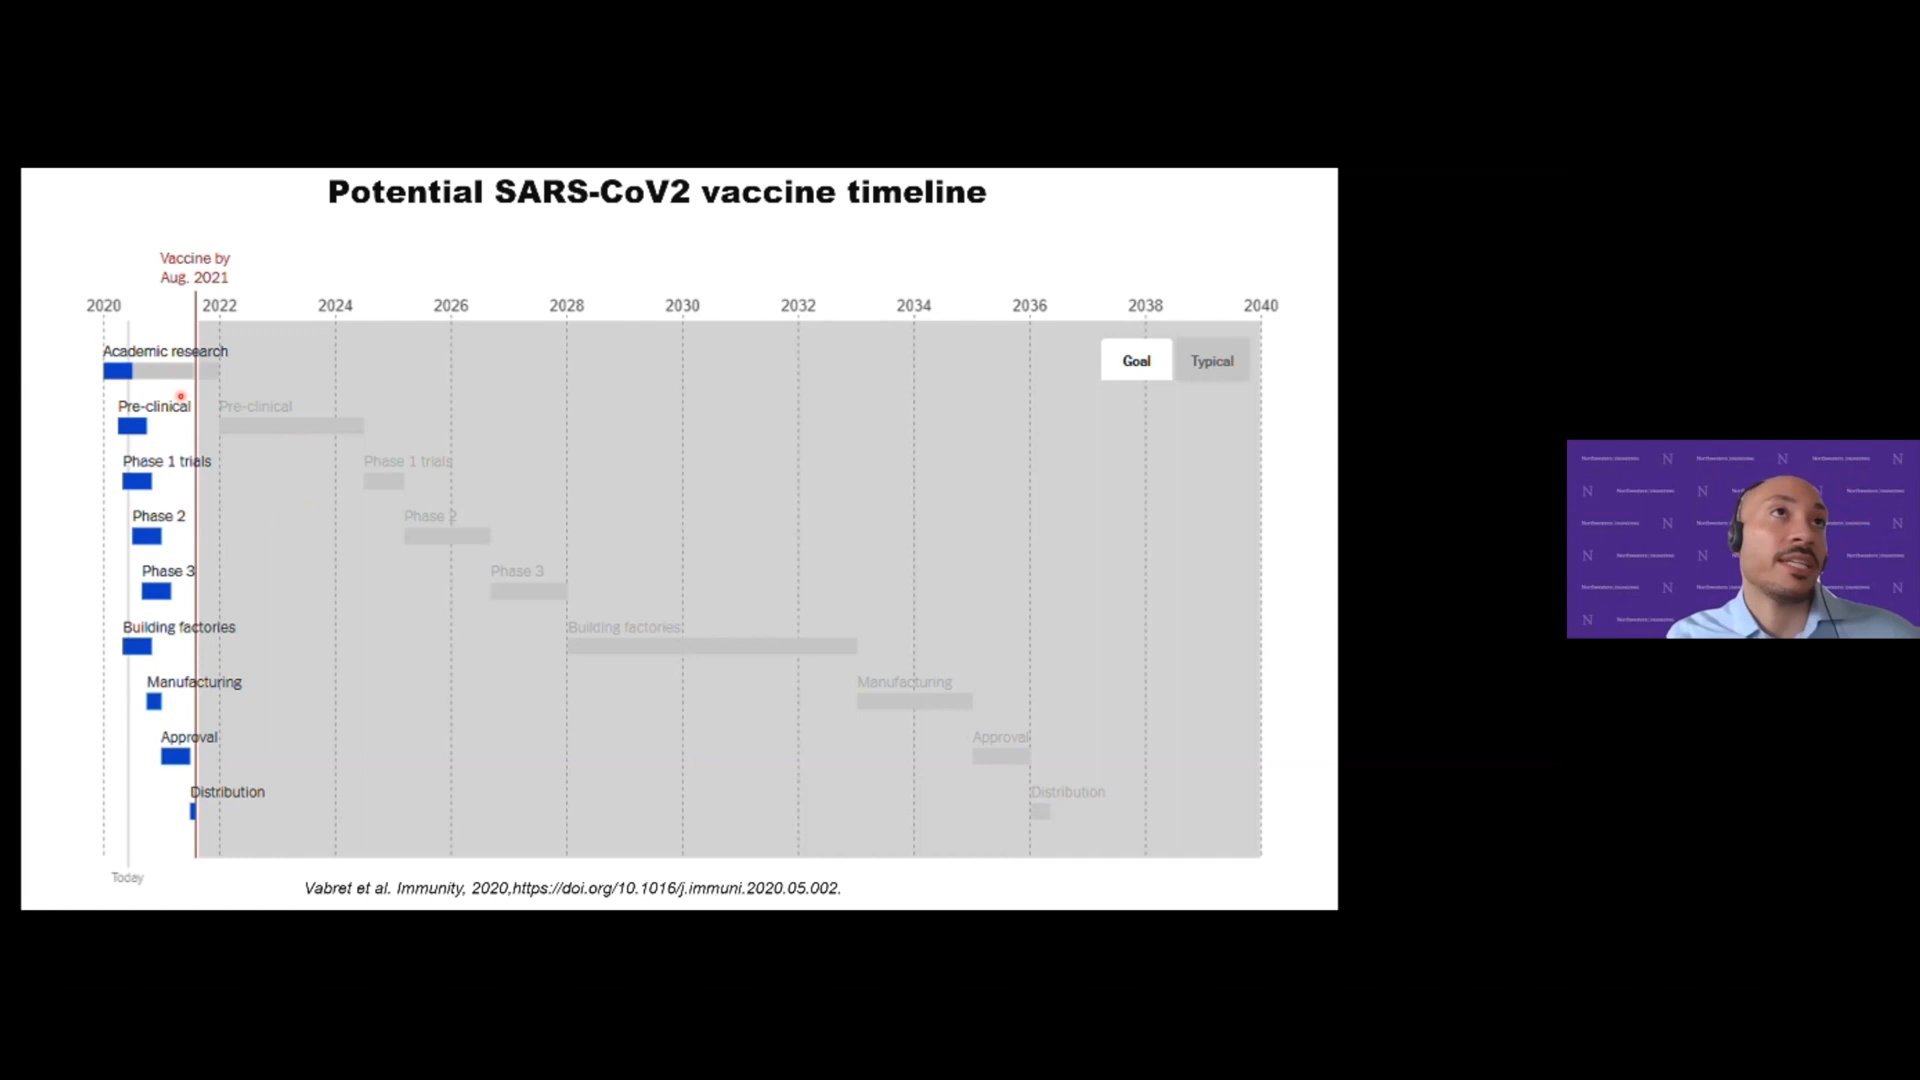 Potential SARS-CoV2 vaccine timeline
Vaccine by
Aug. 2021
2020 2022 2024 2026 2028 2030 2032 2034 2036 2038 2040
Academic research
Goal Typical
Pre-clinical Pre-clinical
Phase 1 trials Phase 1 trials
Phase 2 Phase 2
Phase 3 Phase 3
Building factories Building factories
Manufacturing Manufacturing
Approval Approval
Distribution Distribution
Today
Vabret et al. Immunity, 2020,https://doi.org/10.1016/j.immuni.2020.05.002.